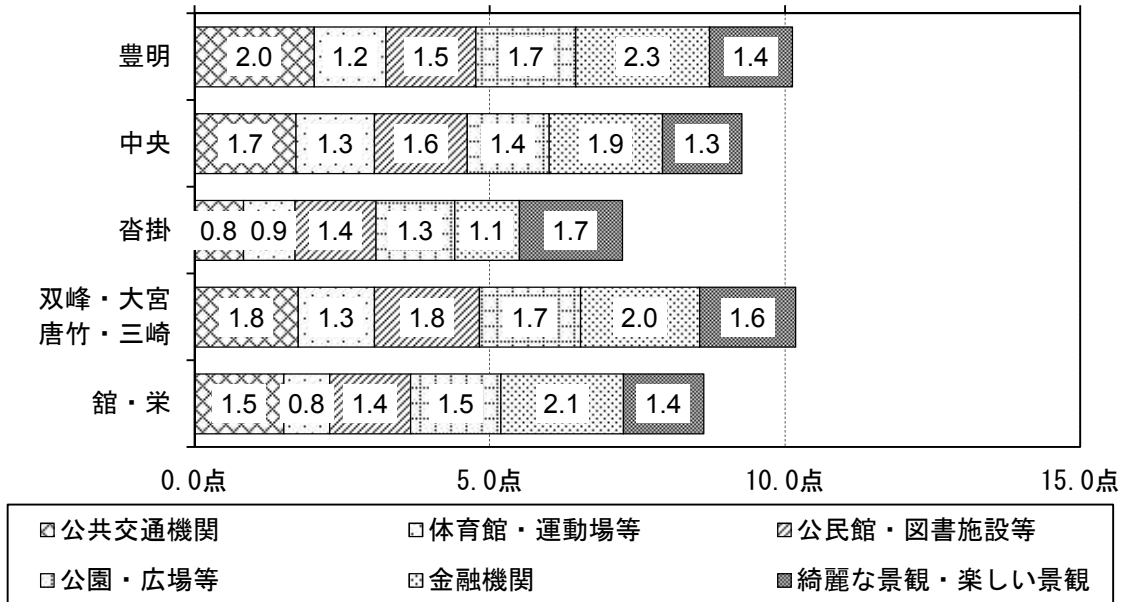 豊明 2.0 1.2 1.5 1.7 2.3 1.4
中央 1.7 1.3 1.6 1.4 1.9 1.3
沓掛 0.8 0.9 1.4 1.3 1.1 1.7
双峰・大宮
唐竹・三崎 1.8 1.3 1.8 1.7 2.0 1.6
舘・栄 1.5 0.8 1.4 1.5 2.1 1.4
0.0点 5.0点 10.0点 15.0点
公共交通機関 体育館・運動場等 公民館・図書施設等
公園・広場等 金融機関 綺麗な景観・楽しい景観